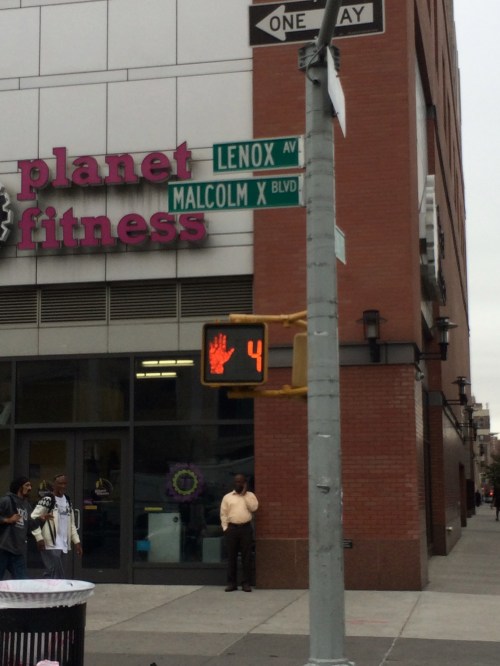 ONE WAY
LENOX AV
MALCOLM X BLVD
planet
fitness
4